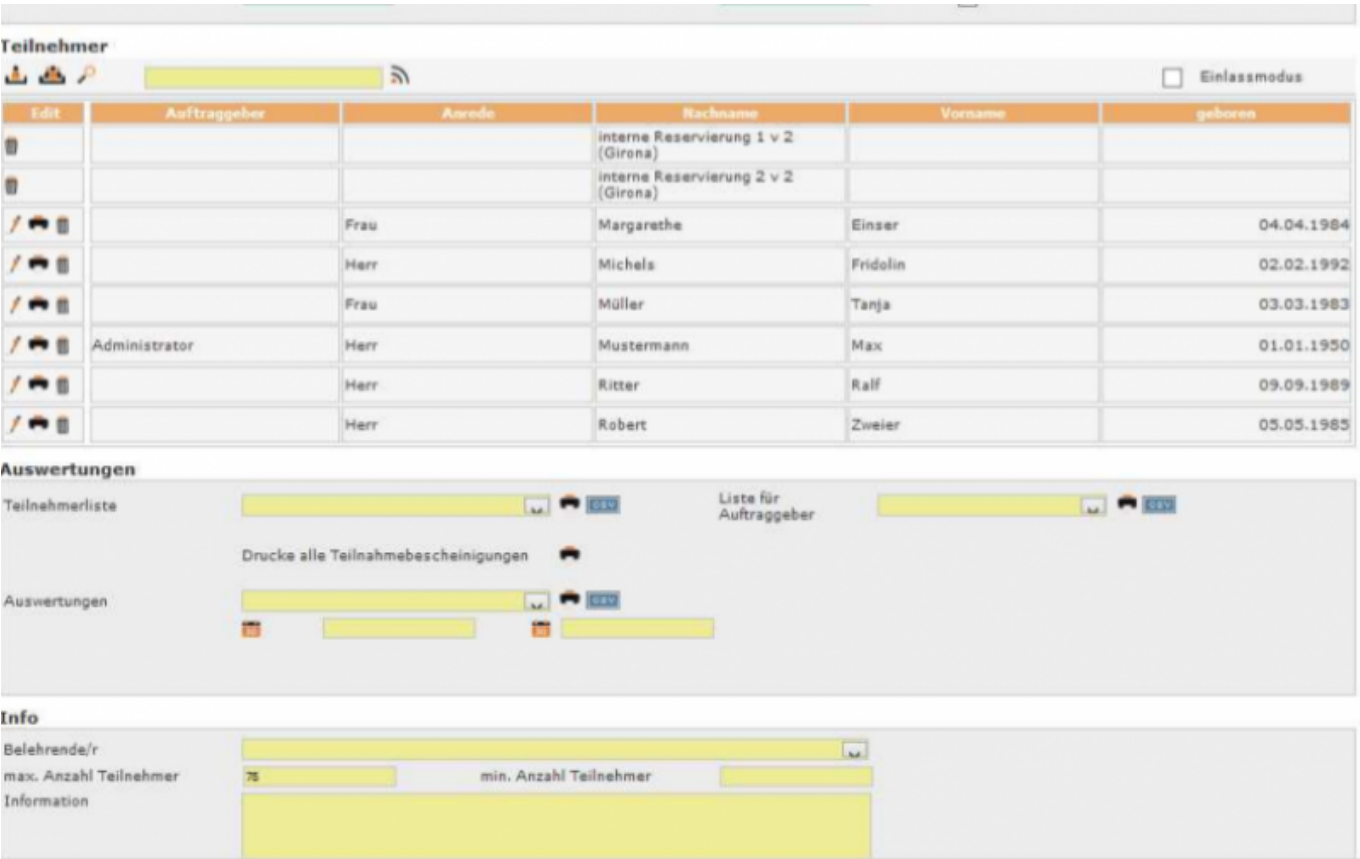 Teilnehmer
Einlassmodus
Edit Auftraggeber Anrede Nachname Vorname geboren
interne Reservierung 1 v 2
(Girona)
interne Reservierung 2 v 2
(Girona)
Frau Margarethe Einser 04.04.1984
Herr Michels Fridolin 02.02.1992
Frau Müller Tanja 03.03.1983
Administrator Herr Mustermann Max 01.01.1950
Herr Ritter Ralf 09.09.1989
Herr Robert Zweier 05.05.1985
Auswertungen
Teilnehmerliste CSV Liste für
Auftraggeber CSV
Drucke alle Teilnahmebescheinigungen
Auswertungen CSV
Info
Belehrende/r
max. Anzahl Teilnehmer 75 min. Anzahl Teilnehmer
Information